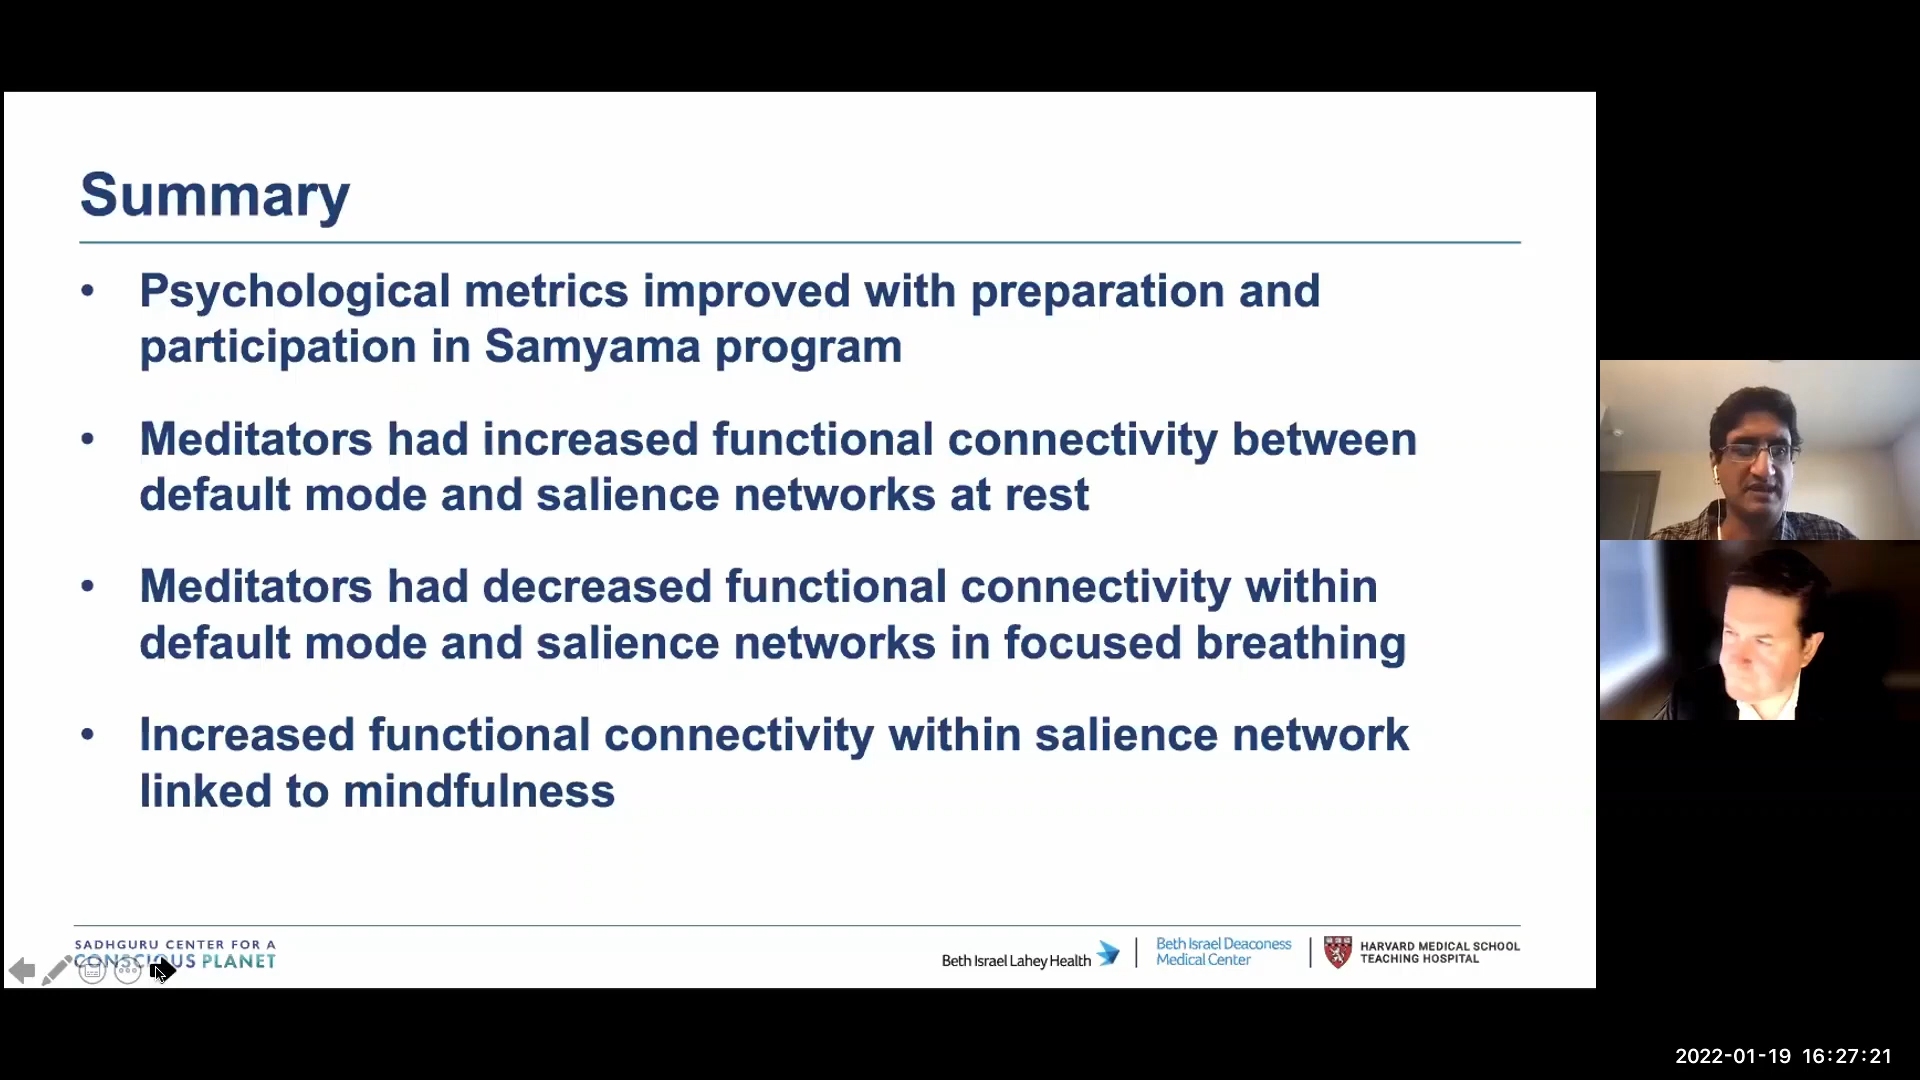 Summary
• Psychological metrics improved with preparation and
participation in Samyama program
• Meditators had increased functional connectivity between
default mode and salience networks at rest
• Meditators had decreased functional connectivity within
default mode and salience networks in focused breathing
• Increased functional connectivity within salience network
linked to mindfulness
SADHGURU CENTER FOR A
CONSCIOUS PLANET
Beth Israel Lahey Health
Beth Israel Deaconess
Medical Center
HARVARD MEDICAL SCHOOL
TEACHING HOSPITAL
2022-01-19 16:27:21